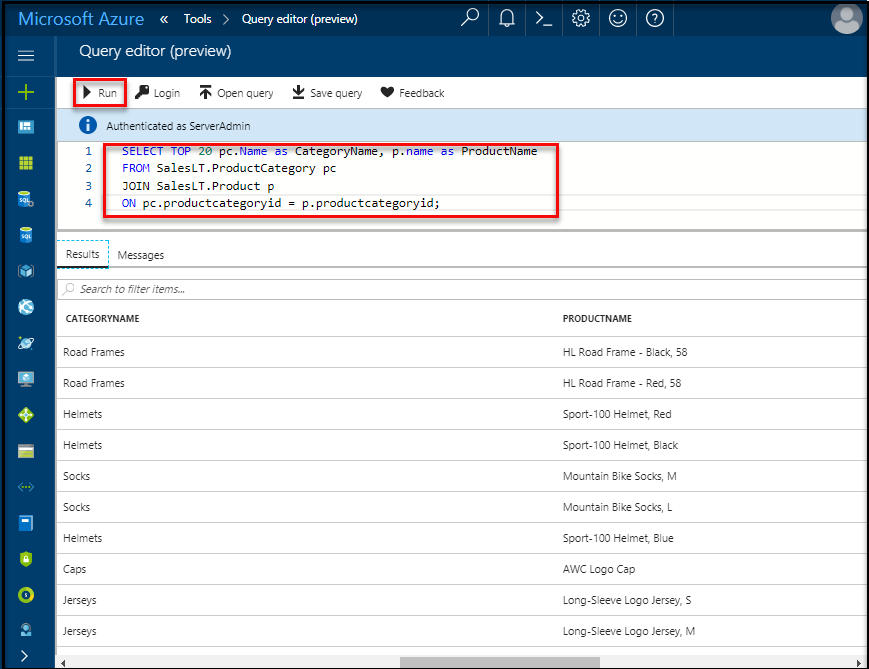 Microsoft Azure « Tools > Query editor (preview)
Query editor (preview)
Run Login Open query Save query Feedback
Authenticated as ServerAdmin
1 SELECT TOP 20 pc.Name as CategoryName, p.name as ProductName
2 FROM SalesLT.ProductCategory pc
3 JOIN SalesLT.Product p
4 ON pc.productcategoryid = p.productcategoryid;
Results Messages
Search to filter items...
CATEGORYNAME PRODUCTNAME
Road Frames HL Road Frame - Black, 58
Road Frames HL Road Frame - Red, 58
Helmets Sport-100 Helmet, Red
Helmets Sport-100 Helmet, Black
Socks Mountain Bike Socks, M
Socks Mountain Bike Socks, L
Helmets Sport-100 Helmet, Blue
Caps AWC Logo Cap
Jerseys Long-Sleeve Logo Jersey, S
Jerseys Long-Sleeve Logo Jersey, M